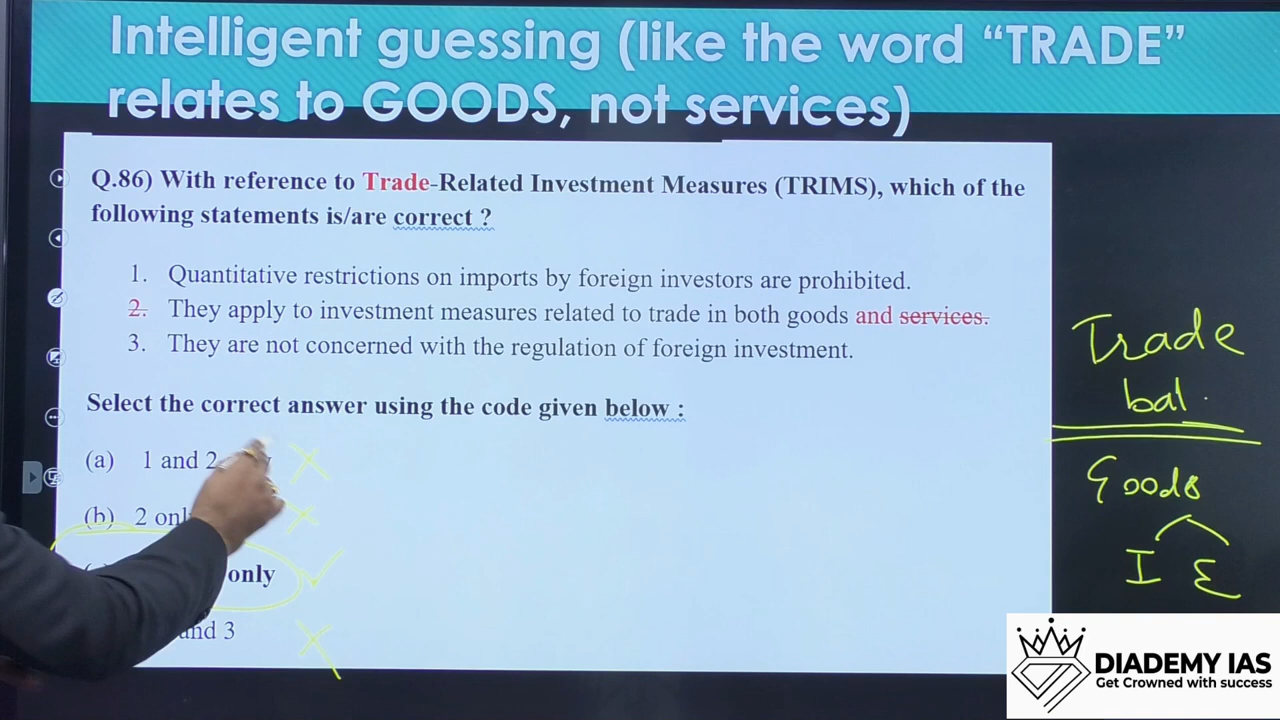 Intelligent guessing (like the word “TRADE”
relates to GOODS, not services)
Q.86) With reference to Trade-Related Investment Measures (TRIMS), which of the
following statements is/are correct ?
1. Quantitative restrictions on imports by foreign investors are prohibited.
2. They apply to investment measures related to trade in both goods and services.
3. They are not concerned with the regulation of foreign investment.
Select the correct answer using the code given below :
(a) 1 and 2
(b) 2 only
only
and 3
Trade
bal.
Goods
I E
DIADEMY IAS
Get Crowned with success